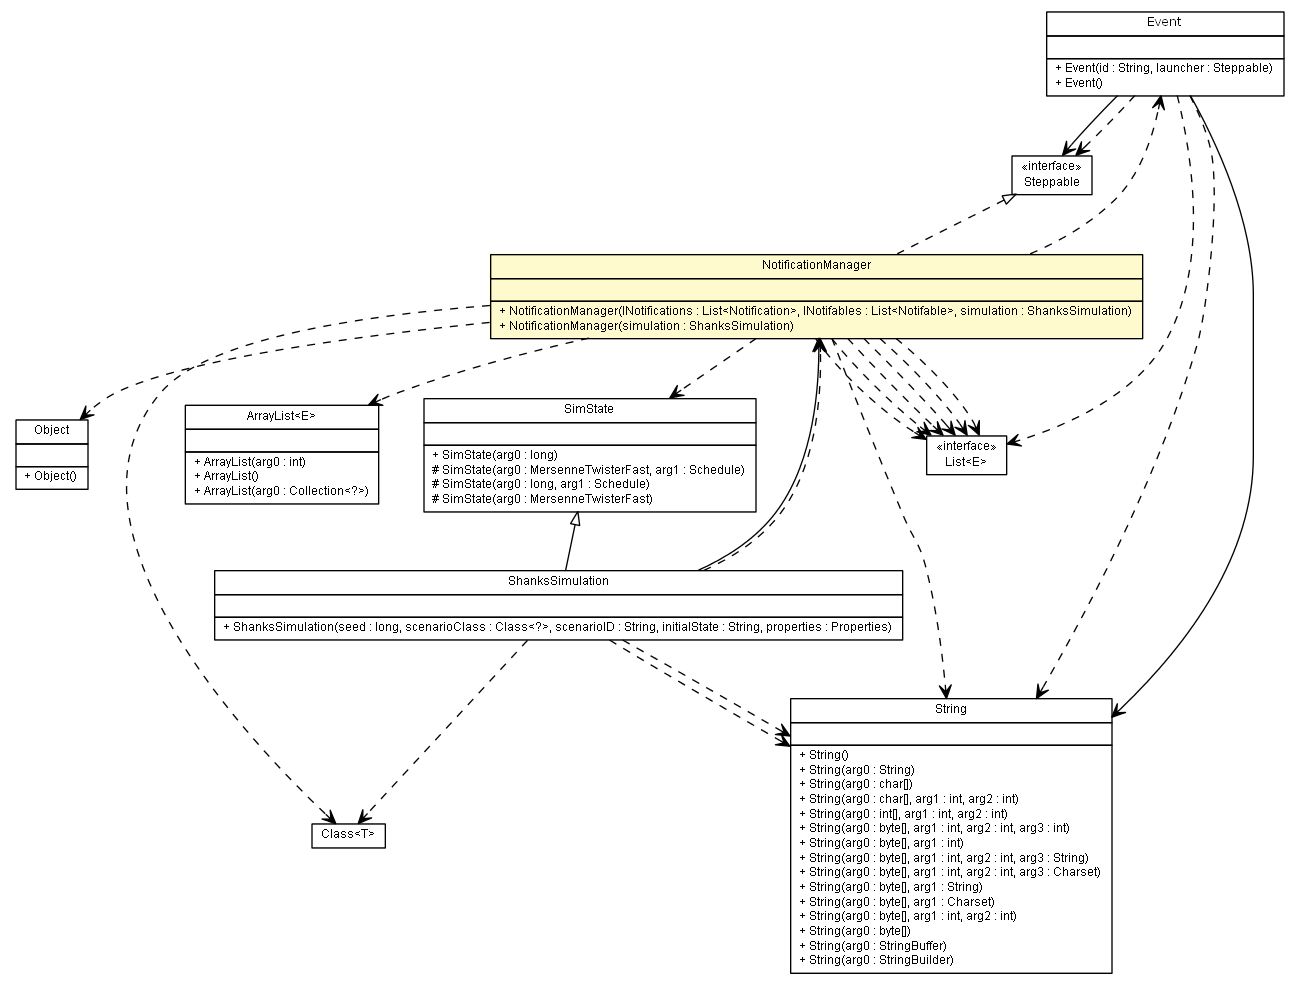 Event
+ Event(id : String, launcher : Steppable)
+ Event()
«interface»
Steppable
NotificationManager
+ NotificationManager(lNotifications : List<Notification>, lNotifables : List<Notifable>, simulation : ShanksSimulation)
+ NotificationManager(simulation : ShanksSimulation)
Object
+ Object()
ArrayList<E>
+ ArrayList(arg0 : int)
+ ArrayList()
+ ArrayList(arg0 : Collection<?>)
SimState
+ SimState(arg0 : long)
# SimState(arg0 : MersenneTwisterFast, arg1 : Schedule)
# SimState(arg0 : long, arg1 : Schedule)
# SimState(arg0 : MersenneTwisterFast)
«interface»
List<E>
ShanksSimulation
+ ShanksSimulation(seed : long, scenarioClass : Class<?>, scenarioID : String, initialState : String, properties : Properties)
String
+ String()
+ String(arg0 : String)
+ String(arg0 : char[])
+ String(arg0 : char[], arg1 : int, arg2 : int)
+ String(arg0 : int[], arg1 : int, arg2 : int)
+ String(arg0 : byte[], arg1 : int, arg2 : int, arg3 : int)
+ String(arg0 : byte[], arg1 : int)
+ String(arg0 : byte[], arg1 : int, arg2 : int, arg3 : String)
+ String(arg0 : byte[], arg1 : int, arg2 : int, arg3 : Charset)
+ String(arg0 : byte[], arg1 : String)
+ String(arg0 : byte[], arg1 : Charset)
+ String(arg0 : byte[], arg1 : int, arg2 : int)
+ String(arg0 : byte[])
+ String(arg0 : StringBuffer)
+ String(arg0 : StringBuilder)
Class<T>